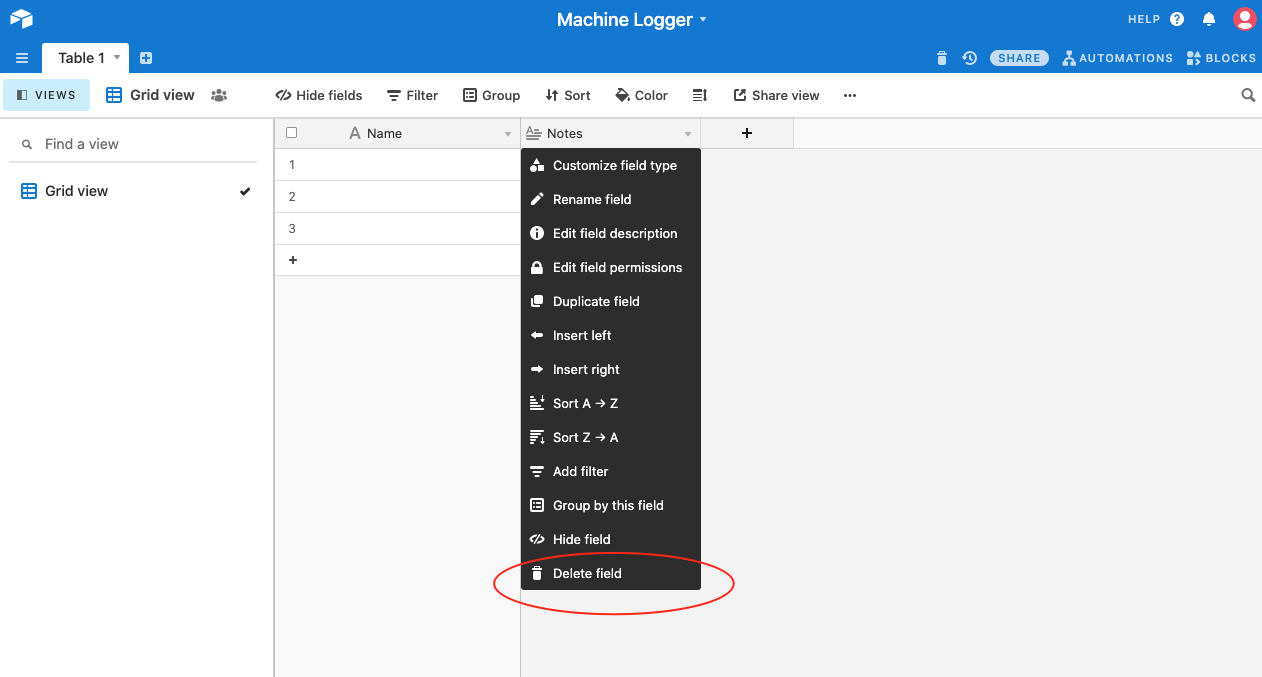 Machine Logger
HELP
Table 1
SHARE AUTOMATIONS BLOCKS
VIEWS Grid view Hide fields Filter Group Sort Color Share view
Find a view
Grid view
Name Notes
1
2
3
Customize field type
Rename field
Edit field description
Edit field permissions
Duplicate field
Insert left
Insert right
Sort A → Z
Sort Z → A
Add filter
Group by this field
Hide field
Delete field